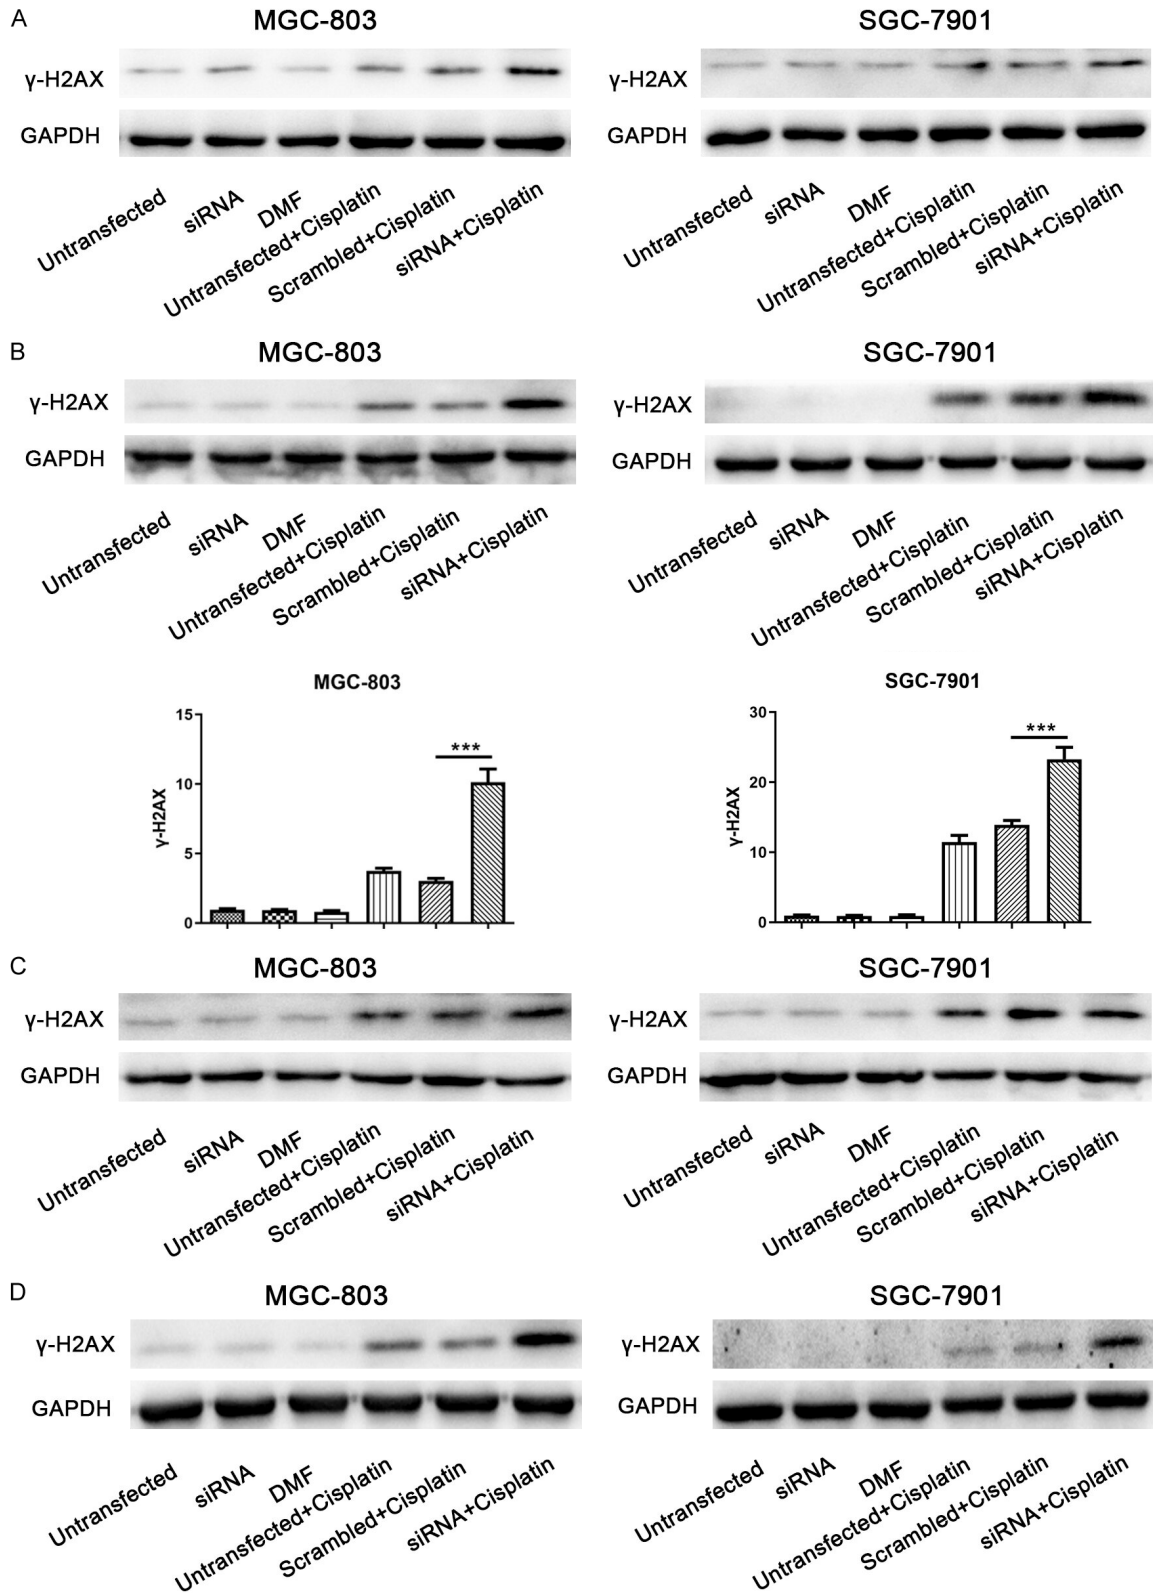 A
MGC-803
SGC-7901
γ-H2AX
γ-H2AX
GAPDH
GAPDH
Untransfected
siRNA
DMF
Untransfected+Cisplatin
Scrambled+Cisplatin
siRNA+Cisplatin
Untransfected
siRNA
DMF
Untransfected+Cisplatin
Scrambled+Cisplatin
siRNA+Cisplatin
B
MGC-803
SGC-7901
γ-H2AX
γ-H2AX
GAPDH
GAPDH
Untransfected
siRNA
DMF
Untransfected+Cisplatin
Scrambled+Cisplatin
siRNA+Cisplatin
Untransfected
siRNA
DMF
Untransfected+Cisplatin
Scrambled+Cisplatin
siRNA+Cisplatin
MGC-803
15
10
5
0
γ-H2AX
***
SGC-7901
30
20
10
0
γ-H2AX
***
C
MGC-803
SGC-7901
γ-H2AX
γ-H2AX
GAPDH
GAPDH
Untransfected
siRNA
DMF
Untransfected+Cisplatin
Scrambled+Cisplatin
siRNA+Cisplatin
Untransfected
siRNA
DMF
Untransfected+Cisplatin
Scrambled+Cisplatin
siRNA+Cisplatin
D
MGC-803
SGC-7901
γ-H2AX
γ-H2AX
GAPDH
GAPDH
Untransfected
siRNA
DMF
Untransfected+Cisplatin
Scrambled+Cisplatin
siRNA+Cisplatin
Untransfected
siRNA
DMF
Untransfected+Cisplatin
Scrambled+Cisplatin
siRNA+Cisplatin